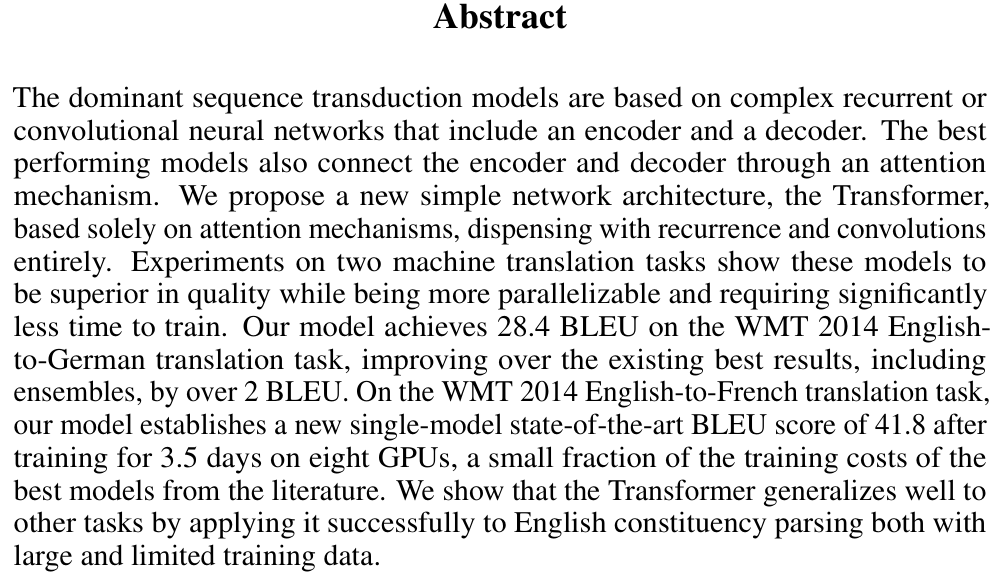 Abstract
The dominant sequence transduction models are based on complex recurrent or
convolutional neural networks that include an encoder and a decoder. The best
performing models also connect the encoder and decoder through an attention
mechanism. We propose a new simple network architecture, the Transformer,
based solely on attention mechanisms, dispensing with recurrence and convolutions
entirely. Experiments on two machine translation tasks show these models to
be superior in quality while being more parallelizable and requiring significantly
less time to train. Our model achieves 28.4 BLEU on the WMT 2014 English-
to-German translation task, improving over the existing best results, including
ensembles, by over 2 BLEU. On the WMT 2014 English-to-French translation task,
our model establishes a new single-model state-of-the-art BLEU score of 41.8 after
training for 3.5 days on eight GPUs, a small fraction of the training costs of the
best models from the literature. We show that the Transformer generalizes well to
other tasks by applying it successfully to English constituency parsing both with
large and limited training data.